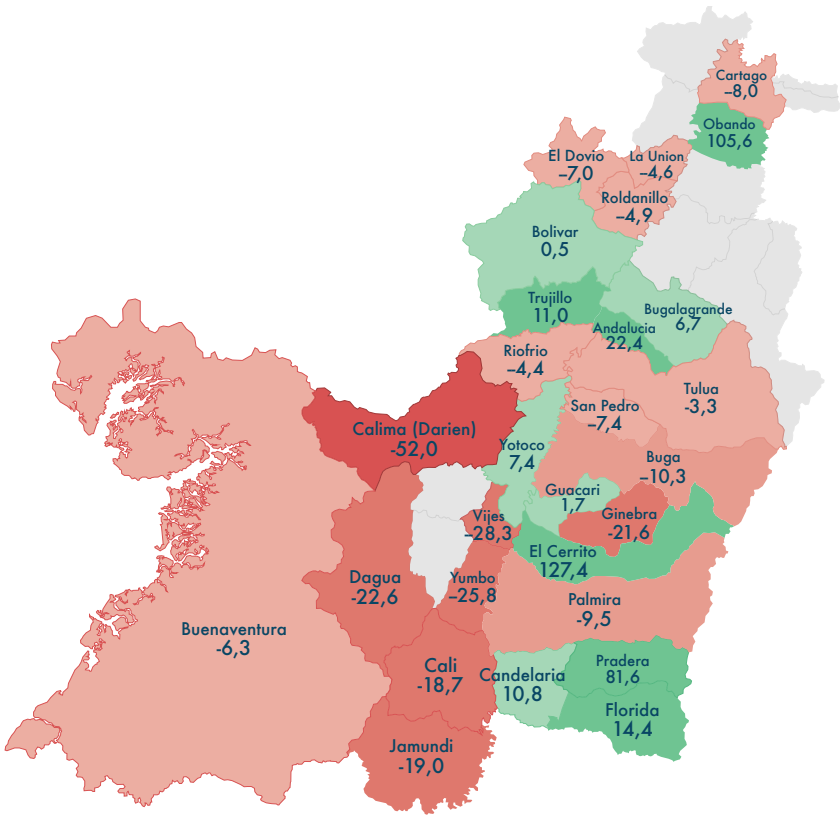 Cartago
–8,0
Obando
105,6
El Dovio
–7,0
La Union
–4,6
Roldanillo
–4,9
Bolivar
0,5
Trujillo
11,0
Bugalagrande
6,7
Andalucia
22,4
Riofrio
–4,4
Tulua
-3,3
San Pedro
–7,4
Calima (Darien)
-52,0
Yotoco
7,4
Buga
–10,3
Guacari
1,7
Ginebra
-21,6
Vijes
–28,3
El Cerrito
127,4
Dagua
-22,6
Yumbo
–25,8
Palmira
-9,5
Buenaventura
-6,3
Cali
-18,7
Candelaria
10,8
Pradera
81,6
Florida
14,4
Jamundi
-19,0